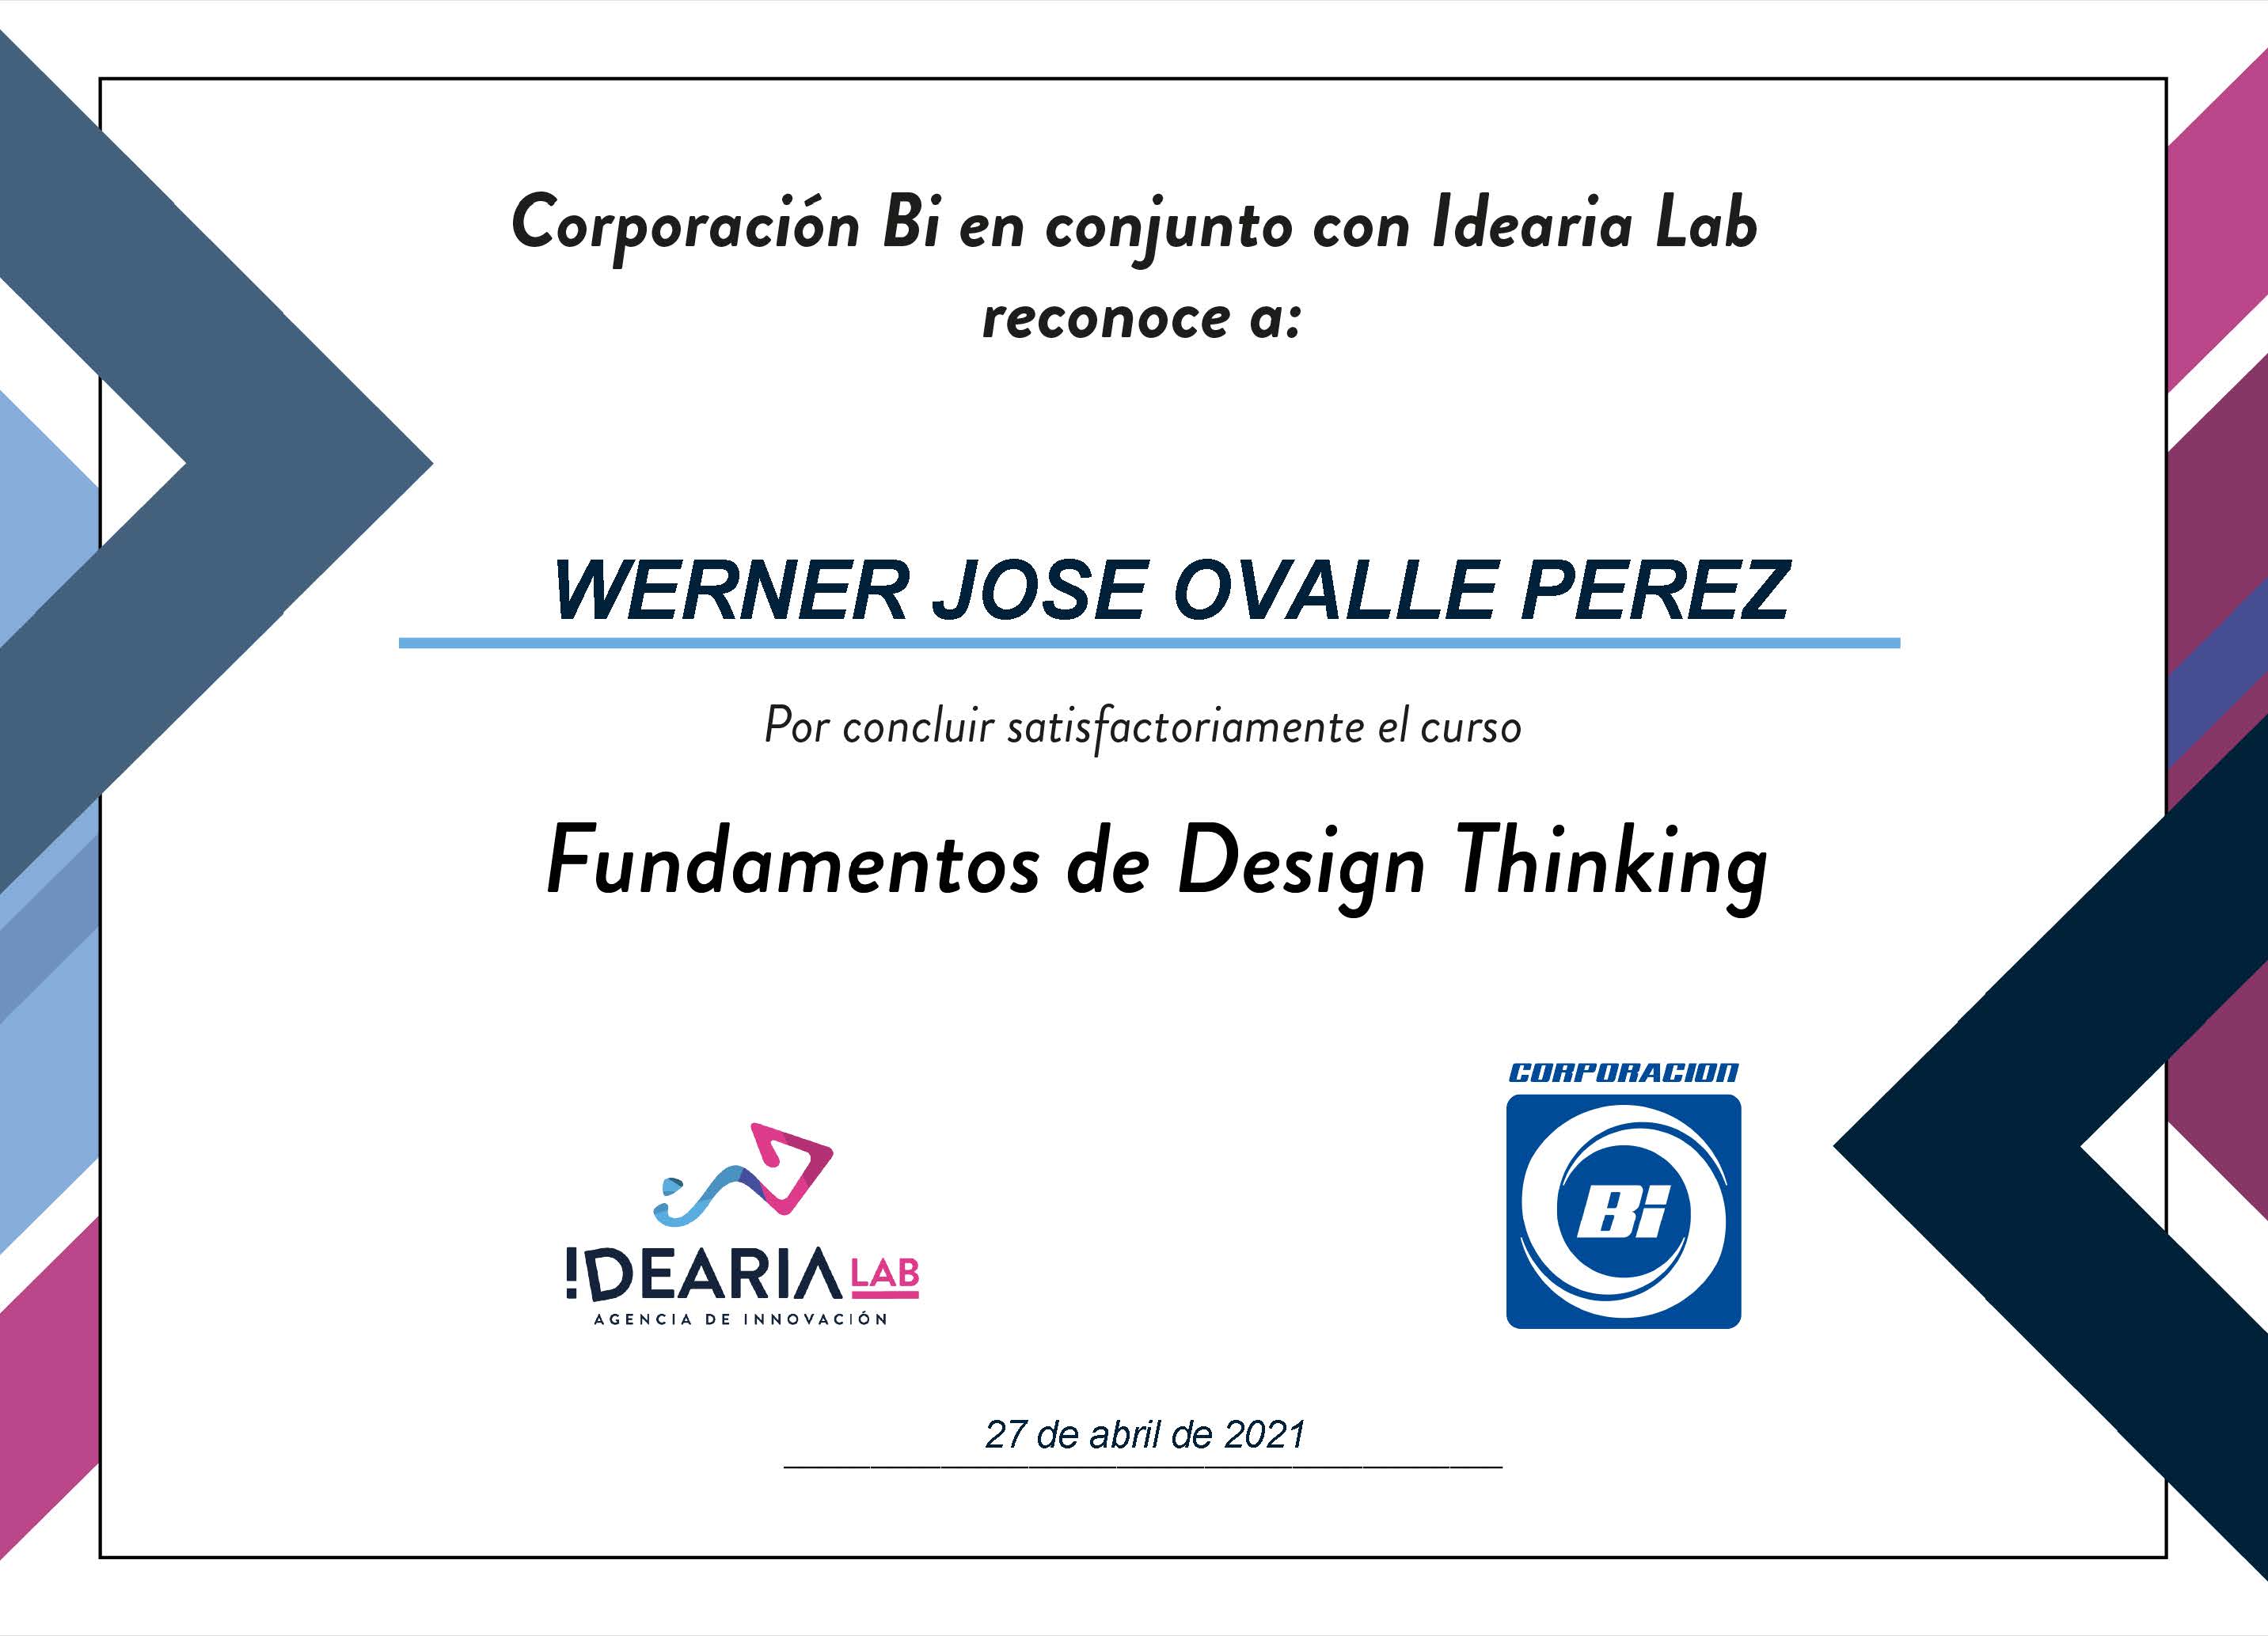 Corporación Bi en conjunto con Idearia Lab
reconoce a:
WERNER JOSE OVALLE PEREZ
Por concluir satisfactoriamente el curso
Fundamentos de Design Thinking
CORPORACION
Bi
!DEARIA LAB
AGENCIA DE INNOVACIÓN
27 de abril de 2021